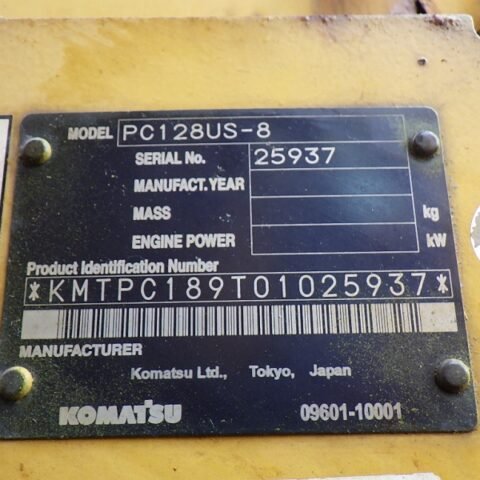 MODEL PC128US-8
SERIAL No. 25937
MANUFACT. YEAR
MASS kg
ENGINE POWER kW
Product Identification Number
*KMTPC189T01025937*
MANUFACTURER
Komatsu Ltd., Tokyo, Japan
KOMATSU 09601-10001